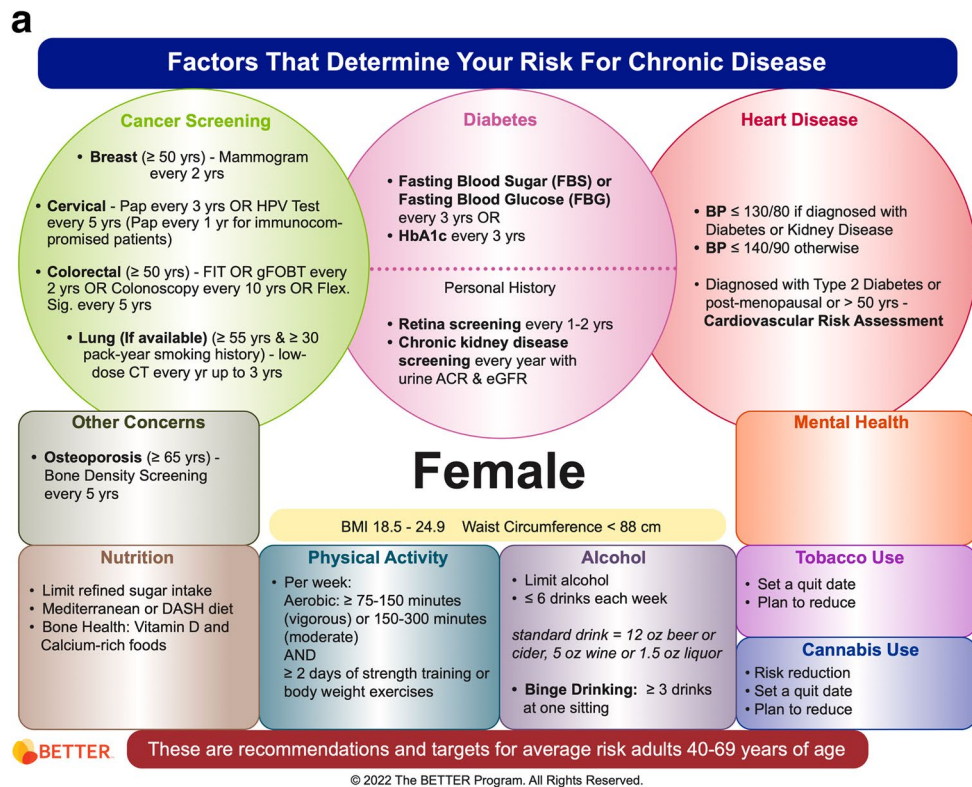 a
Factors That Determine Your Risk For Chronic Disease
Cancer Screening
• Breast (≥ 50 yrs) - Mammogram
every 2 yrs
• Cervical - Pap every 3 yrs OR HPV Test
every 5 yrs (Pap every 1 yr for immunocom-
promised patients)
• Colorectal (≥ 50 yrs) - FIT OR gFOBT every
2 yrs OR Colonoscopy every 10 yrs OR Flex.
Sig. every 5 yrs
• Lung (If available) (≥ 55 yrs & ≥ 30
pack-year smoking history) - low-
dose CT every yr up to 3 yrs
Diabetes
• Fasting Blood Sugar (FBS) or
Fasting Blood Glucose (FBG)
every 3 yrs OR
• HbA1c every 3 yrs
Personal History
• Retina screening every 1-2 yrs
• Chronic kidney disease
screening every year with
urine ACR & eGFR
Heart Disease
• BP ≤ 130/80 if diagnosed with
Diabetes or Kidney Disease
• BP ≤ 140/90 otherwise
• Diagnosed with Type 2 Diabetes or
post-menopausal or > 50 yrs -
Cardiovascular Risk Assessment
Other Concerns
• Osteoporosis (≥ 65 yrs) -
Bone Density Screening
every 5 yrs
Female
BMI 18.5 - 24.9 Waist Circumference < 88 cm
Mental Health
Nutrition
• Limit refined sugar intake
• Mediterranean or DASH diet
• Bone Health: Vitamin D and
Calcium-rich foods
Physical Activity
• Per week:
Aerobic: ≥ 75-150 minutes
(vigorous) or 150-300 minutes
(moderate)
AND
≥ 2 days of strength training or
body weight exercises
Alcohol
• Limit alcohol
• ≤ 6 drinks each week
standard drink = 12 oz beer or
cider, 5 oz wine or 1.5 oz liquor
• Binge Drinking: ≥ 3 drinks
at one sitting
Tobacco Use
• Set a quit date
• Plan to reduce
Cannabis Use
• Risk reduction
• Set a quit date
• Plan to reduce
BETTER
These are recommendations and targets for average risk adults 40-69 years of age
© 2022 The BETTER Program. All Rights Reserved.